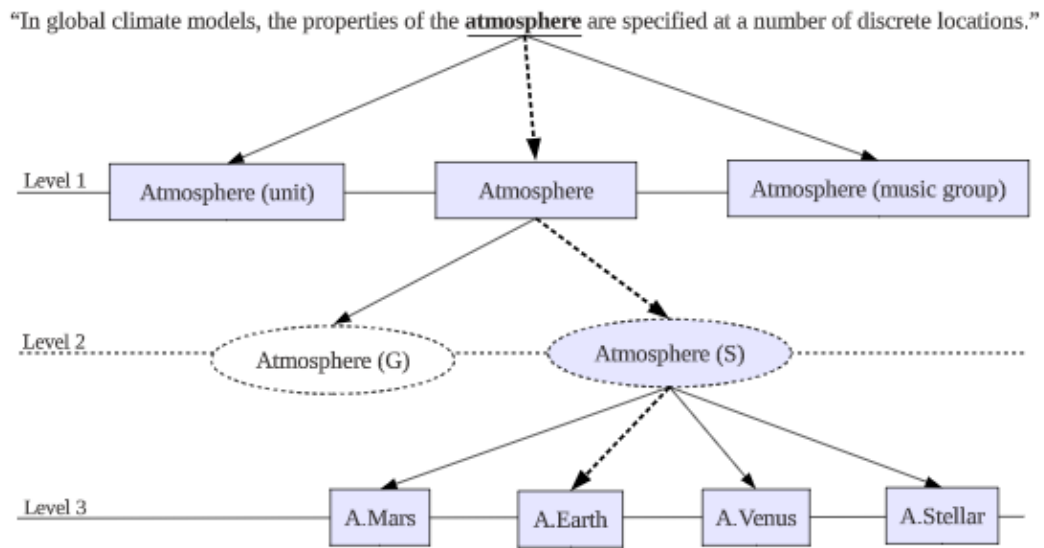 “In global climate models, the properties of the atmosphere are specified at a number of discrete locations.”
Level 1
Atmosphere (unit)
Atmosphere
Atmosphere (music group)
Level 2
Atmosphere (G)
Atmosphere (S)
Level 3
A.Mars
A.Earth
A.Venus
A.Stellar